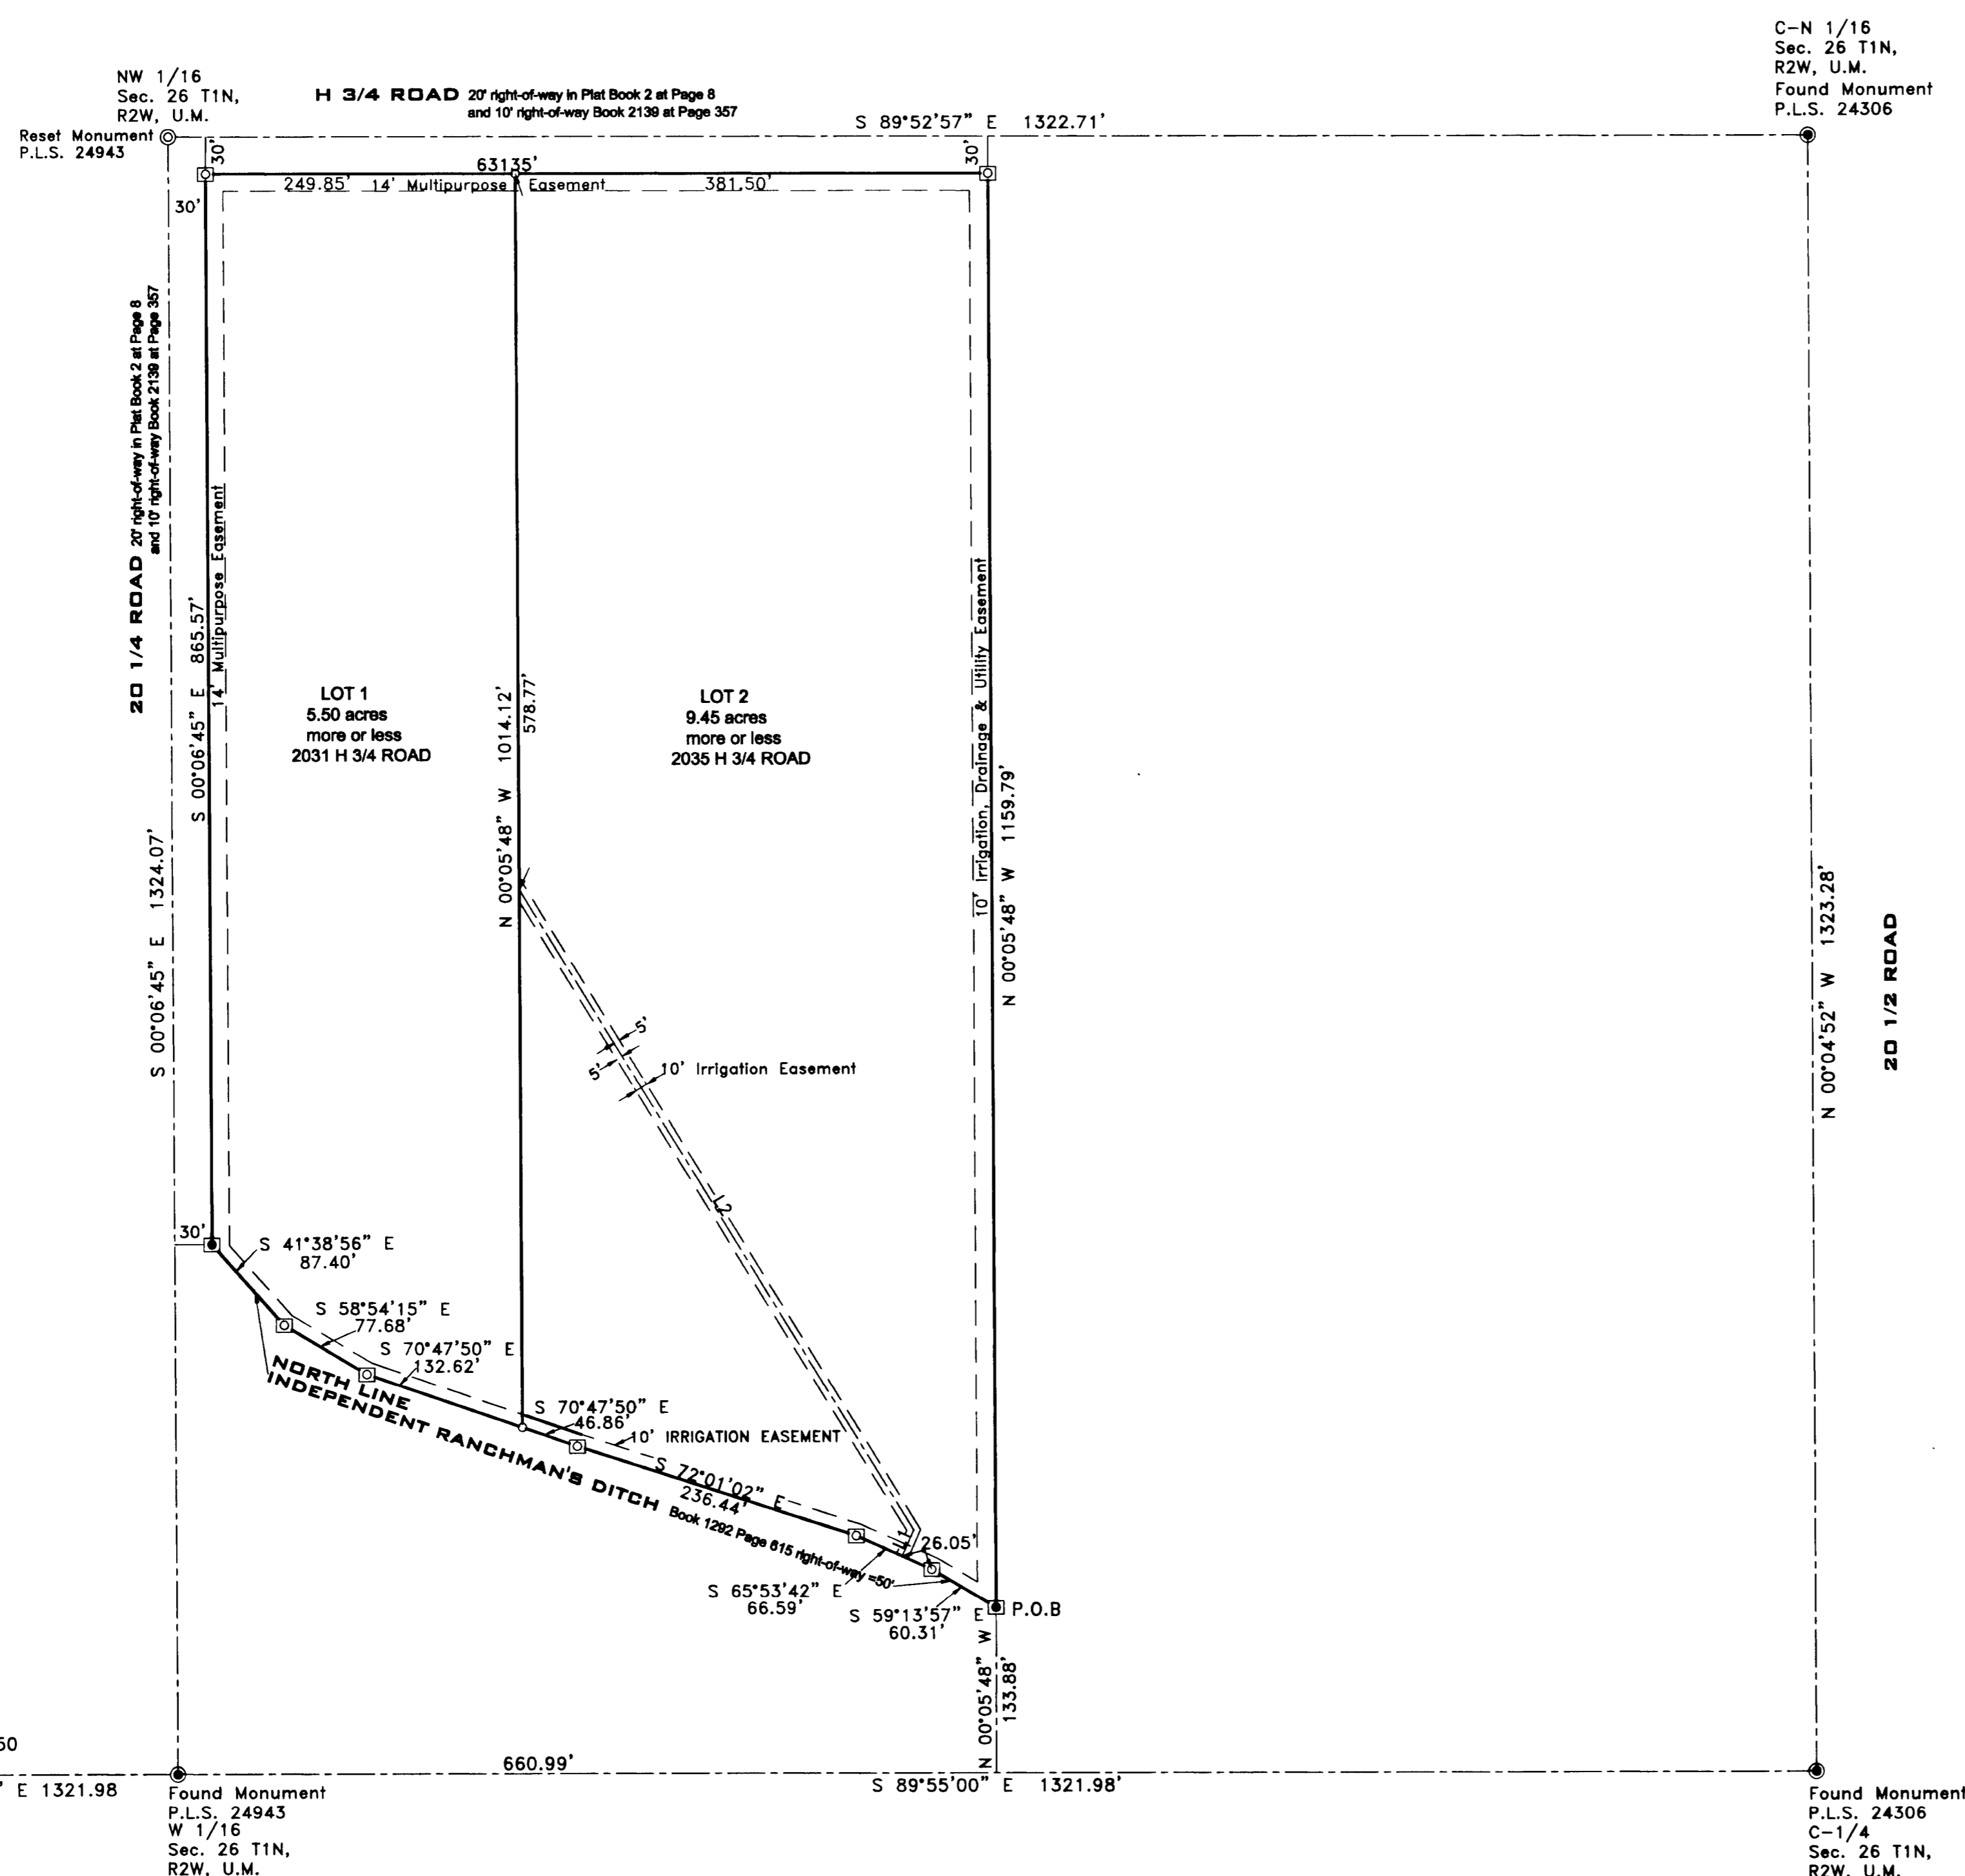 C-N 1/16
Sec. 26 T1N,
R2W, U.M.
Found Monument
P.L.S. 24306
NW 1/16
Sec. 26 T1N,
R2W, U.M.
Reset Monument
P.L.S. 24943
H 3/4 ROAD 20' right-of-way in Plat Book 2 at Page 8
and 10' right-of-way Book 2139 at Page 357
S 89°52'57" E 1322.71'
30'
30'
63135'
249.85' 14' Multipurpose Easement 381.50'
30'
20 1/4 ROAD 20' right-of-way in Plat Book 2 at Page 8
and 10' right-of-way Book 2139 at Page 357
14' Multipurpose Easement
S 00°06'45" E 865.57'
S 00°06'45" E 1324.07'
LOT 1
5.50 acres
more or less
2031 H 3/4 ROAD
N 00°05'48" W 1014.12'
578.77'
LOT 2
9.45 acres
more or less
2035 H 3/4 ROAD
10' Irrigation, Drainage & Utility Easement
N 00°05'48" W 1159.79'
N 00°04'52" W 1323.28'
20 1/2 ROAD
5'
5'
10' Irrigation Easement
L2
30'
S 41°38'56" E
87.40'
S 58°54'15" E
77.68'
S 70°47'50" E
132.62'
NORTH LINE
INDEPENDENT RANCHMAN'S DITCH Book 1292 Page 615 right-of-way =50'
S 70°47'50" E
46.86'
10' IRRIGATION EASEMENT
S 72°01'02" E
236.44'
L1
26.05'
S 65°53'42" E
66.59'
S 59°13'57" E
60.31'
P.O.B
N 00°05'48" W
133.88'
50
660.99'
' E 1321.98
S 89°55'00" E 1321.98'
Found Monument
P.L.S. 24943
W 1/16
Sec. 26 T1N,
R2W, U.M.
Found Monument
P.L.S. 24306
C-1/4
Sec. 26 T1N,
R2W, U.M.